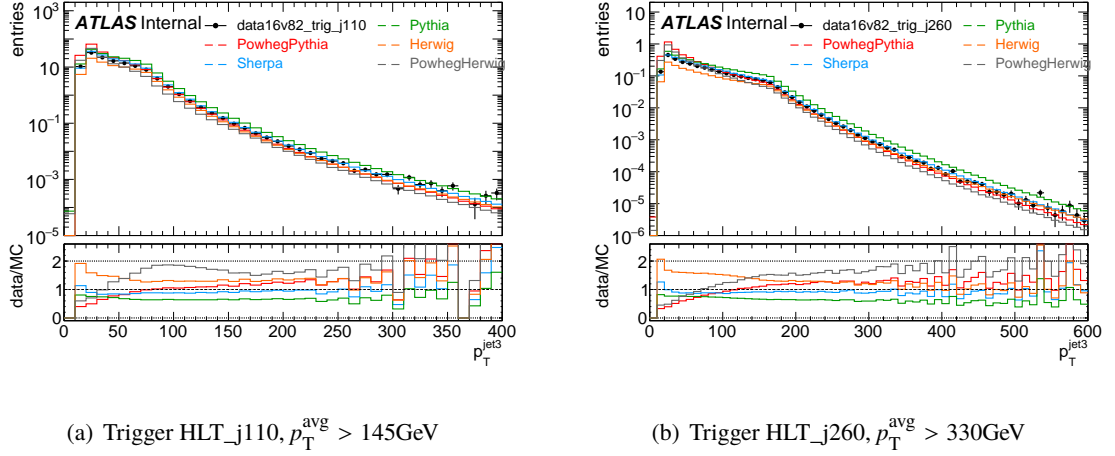 ATLAS Internal
data16v82_trig_j110
PowhegPythia
Sherpa
Pythia
Herwig
PowhegHerwig
entries
10³
10
10⁻¹
10⁻³
10⁻⁵
data/MC
2
1
0
0 50 100 150 200 250 300 350 400
p_T^jet3
ATLAS Internal
data16v82_trig_j260
PowhegPythia
Sherpa
Pythia
Herwig
PowhegHerwig
entries
10
1
10⁻¹
10⁻²
10⁻³
10⁻⁴
10⁻⁵
10⁻⁶
data/MC
2
1
0
0 100 200 300 400 500 600
p_T^jet3
(a) Trigger HLT_j110, p_T^avg > 145GeV
(b) Trigger HLT_j260, p_T^avg > 330GeV